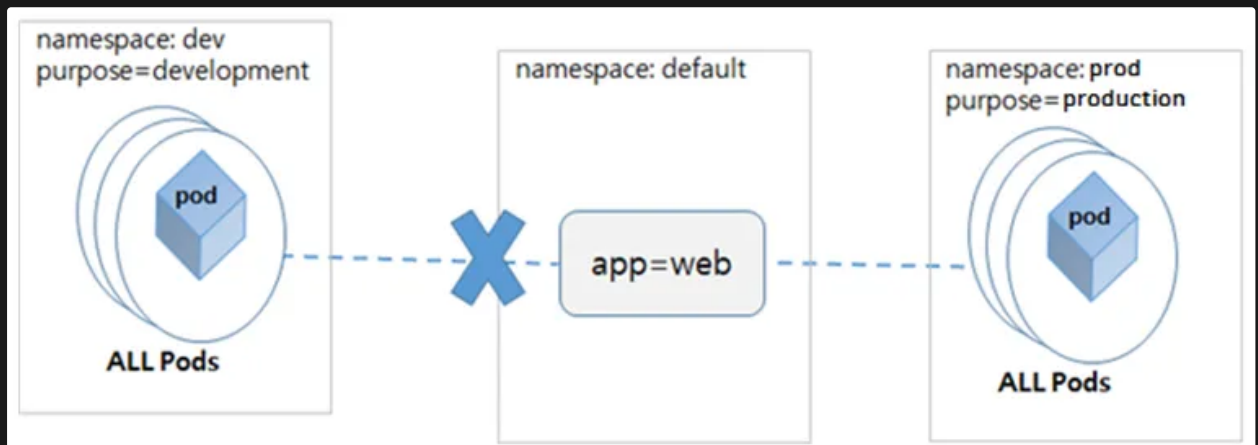 namespace: dev
purpose=development
pod
ALL Pods
namespace: default
app=web
namespace: prod
purpose=production
pod
ALL Pods